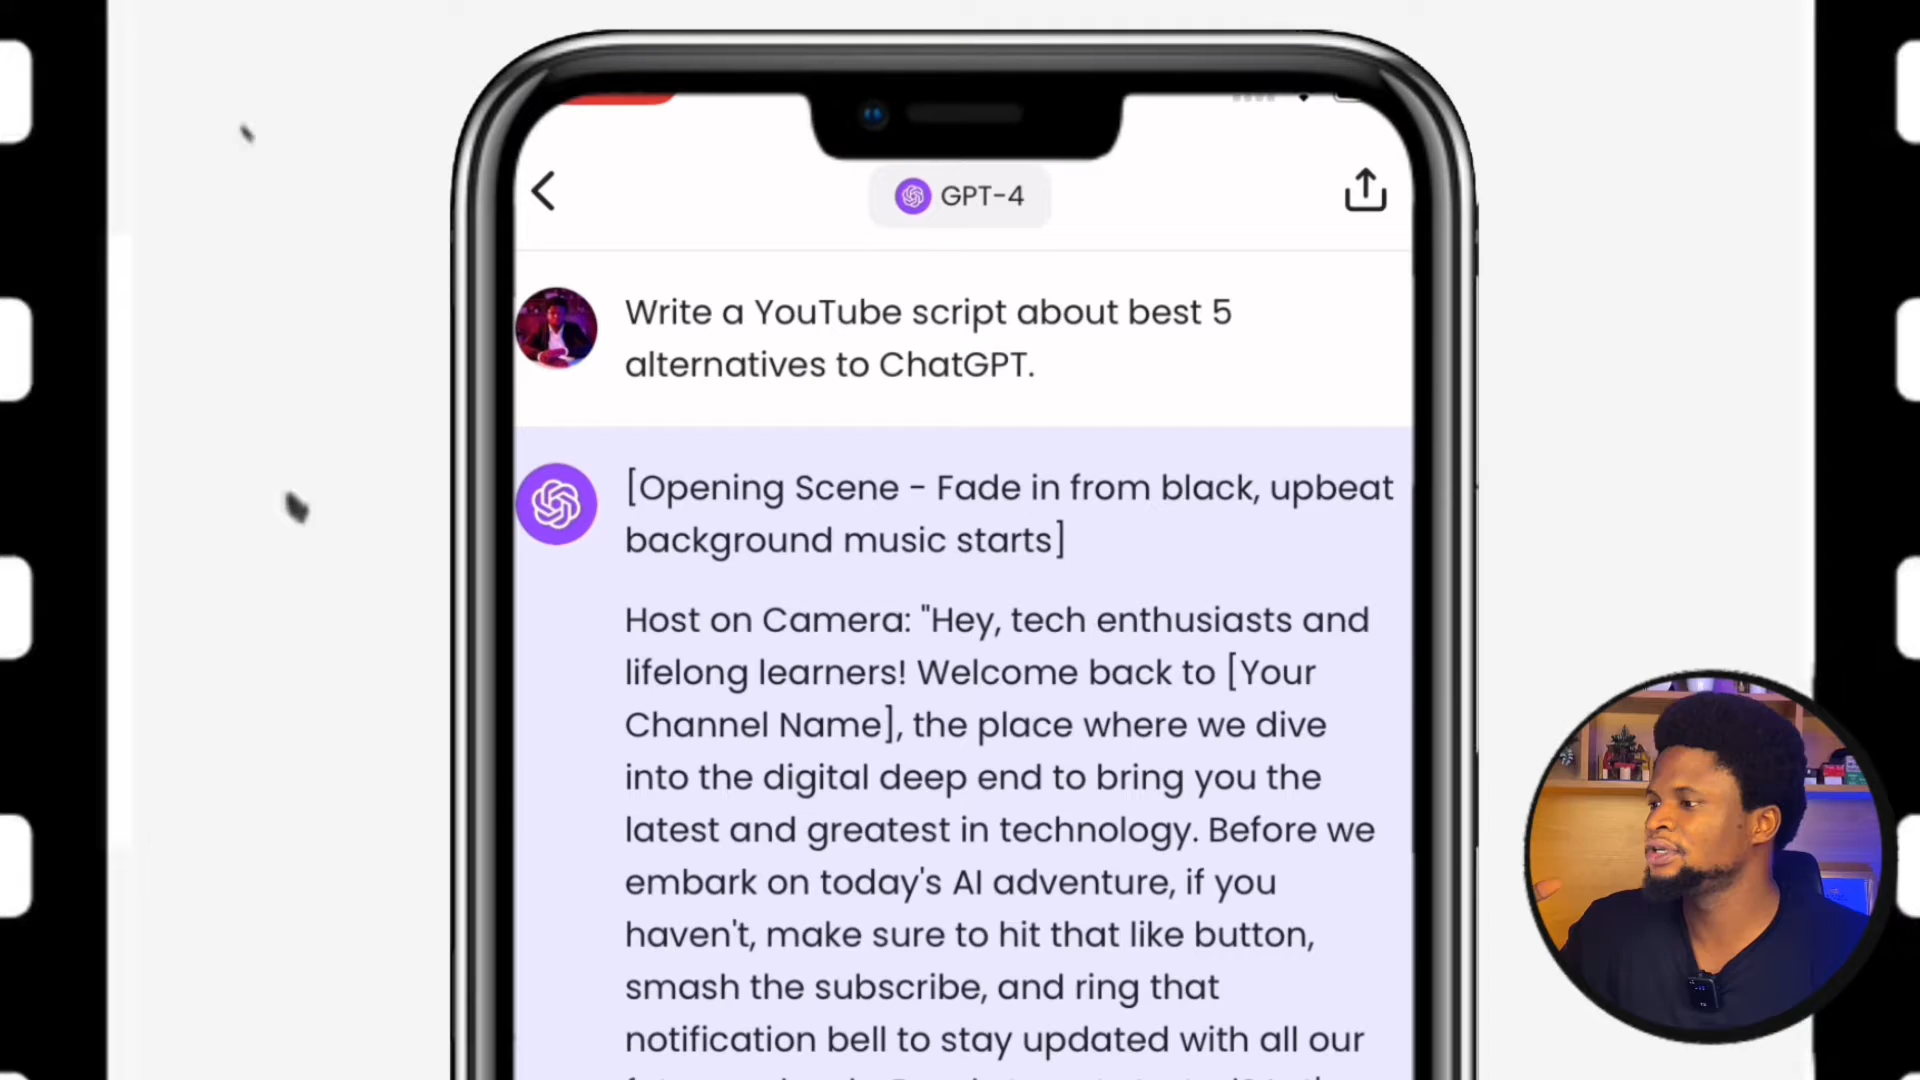 GPT-4
Write a YouTube script about best 5
alternatives to ChatGPT.
[Opening Scene - Fade in from black, upbeat
background music starts]
Host on Camera: "Hey, tech enthusiasts and
lifelong learners! Welcome back to [Your
Channel Name], the place where we dive
into the digital deep end to bring you the
latest and greatest in technology. Before we
embark on today's AI adventure, if you
haven't, make sure to hit that like button,
smash the subscribe, and ring that
notification bell to stay updated with all our